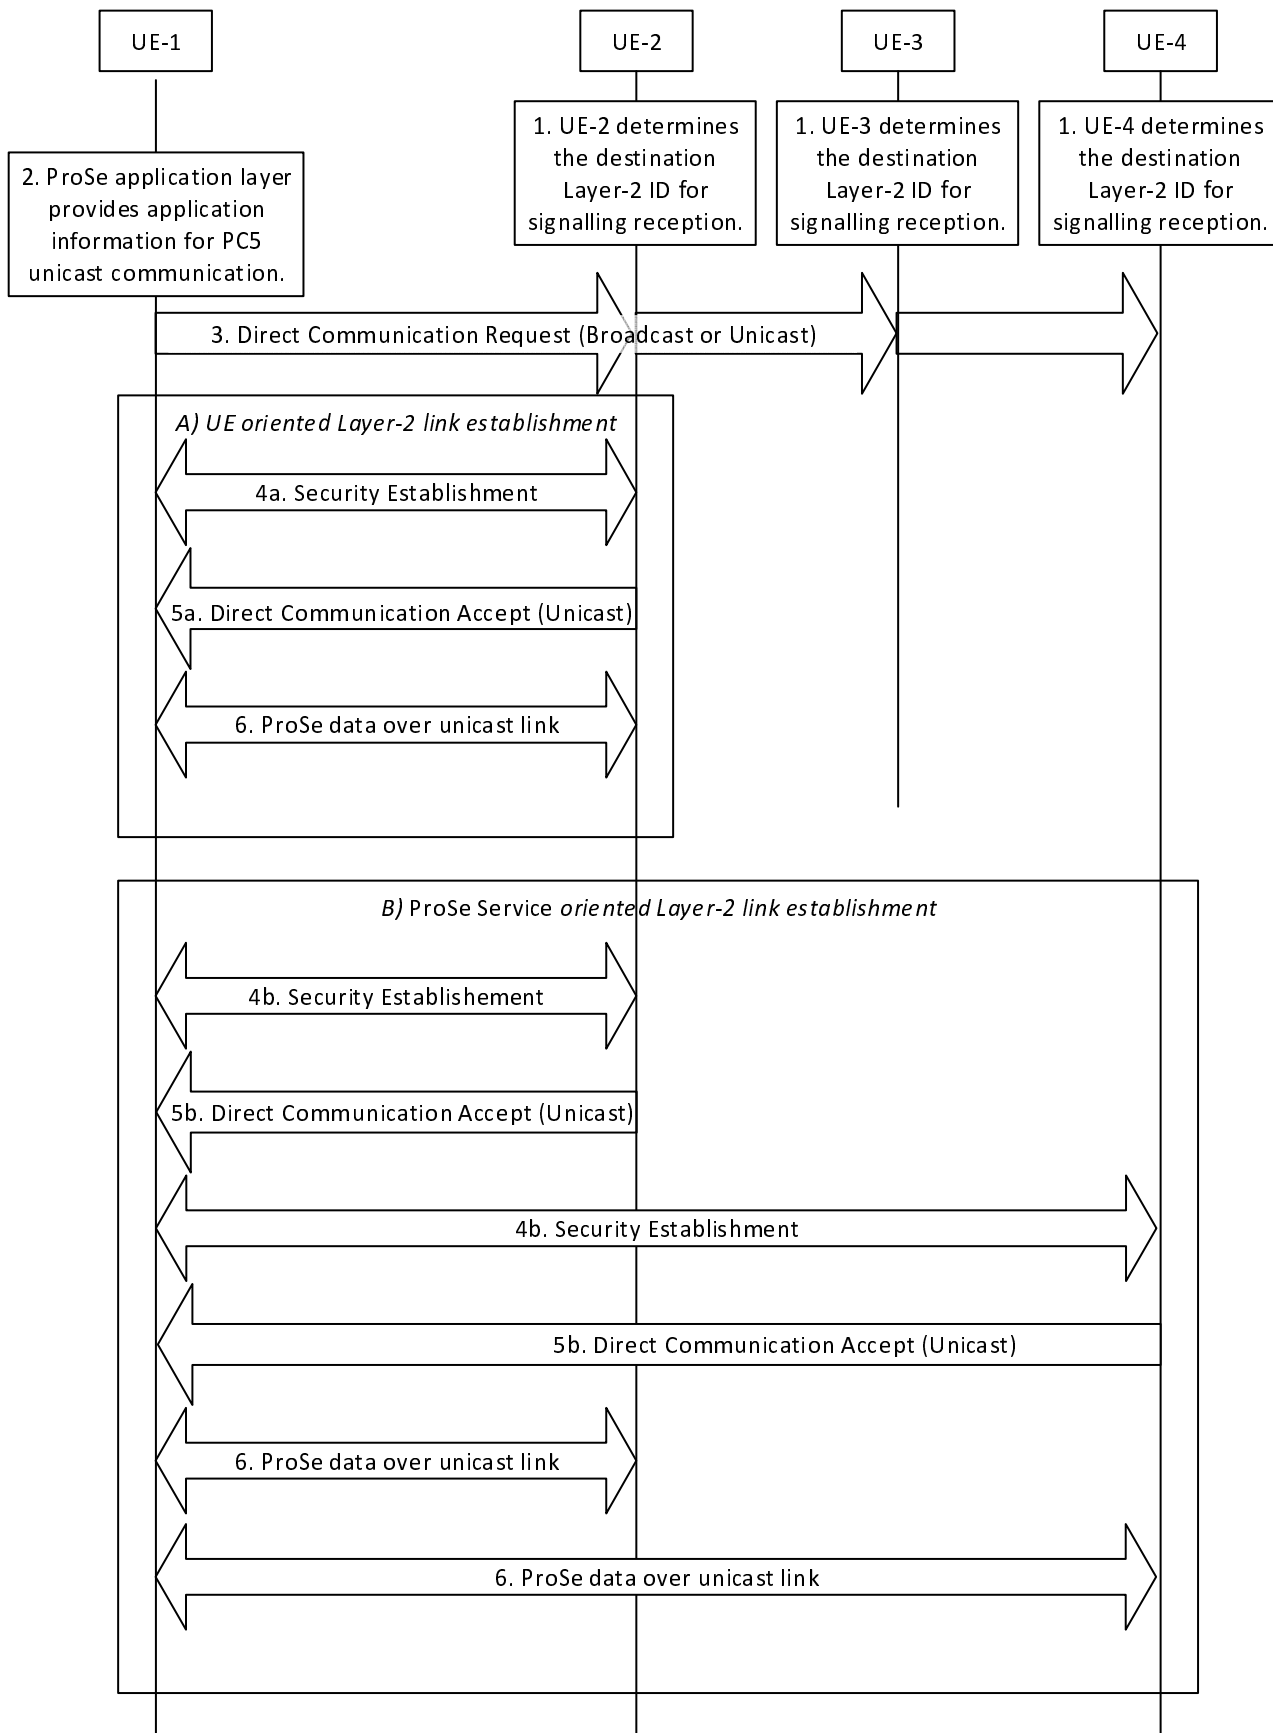 UE-1
UE-2
UE-3
UE-4
1. UE-2 determines
the destination
Layer-2 ID for
signalling reception.
1. UE-3 determines
the destination
Layer-2 ID for
signalling reception.
1. UE-4 determines
the destination
Layer-2 ID for
signalling reception.
2. ProSe application layer
provides application
information for PC5
unicast communication.
3. Direct Communication Request (Broadcast or Unicast)
A) UE oriented Layer-2 link establishment
4a. Security Establishment
5a. Direct Communication Accept (Unicast)
6. ProSe data over unicast link
B) ProSe Service oriented Layer-2 link establishment
4b. Security Establishement
5b. Direct Communication Accept (Unicast)
4b. Security Establishment
5b. Direct Communication Accept (Unicast)
6. ProSe data over unicast link
6. ProSe data over unicast link